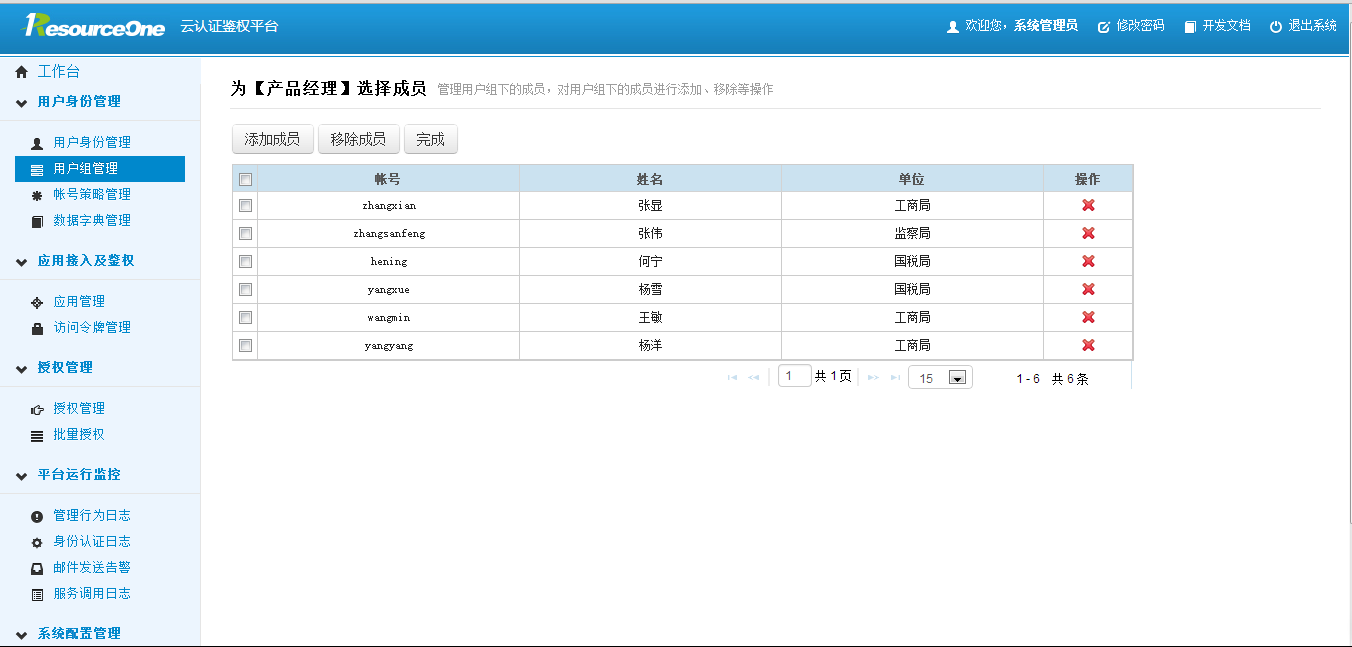 ResourceOne 云认证鉴权平台 欢迎您，系统管理员 修改密码 开发文档 退出系统
工作台
用户身份管理
用户身份管理
用户组管理
帐号策略管理
数据字典管理
应用接入及鉴权
应用管理
访问令牌管理
授权管理
授权管理
批量授权
平台运行监控
管理行为日志
身份认证日志
邮件发送告警
服务调用日志
系统配置管理
为【产品经理】选择成员 管理用户组下的成员，对用户组下的成员进行添加、移除等操作
添加成员 移除成员 完成
帐号 姓名 单位 操作
zhangxian 张显 工商局
zhangsanfeng 张伟 监察局
hening 何宁 国税局
yangxue 杨雪 国税局
wangmin 王敏 工商局
yangyang 杨洋 工商局
1 共 1 页 15 1 - 6 共 6 条